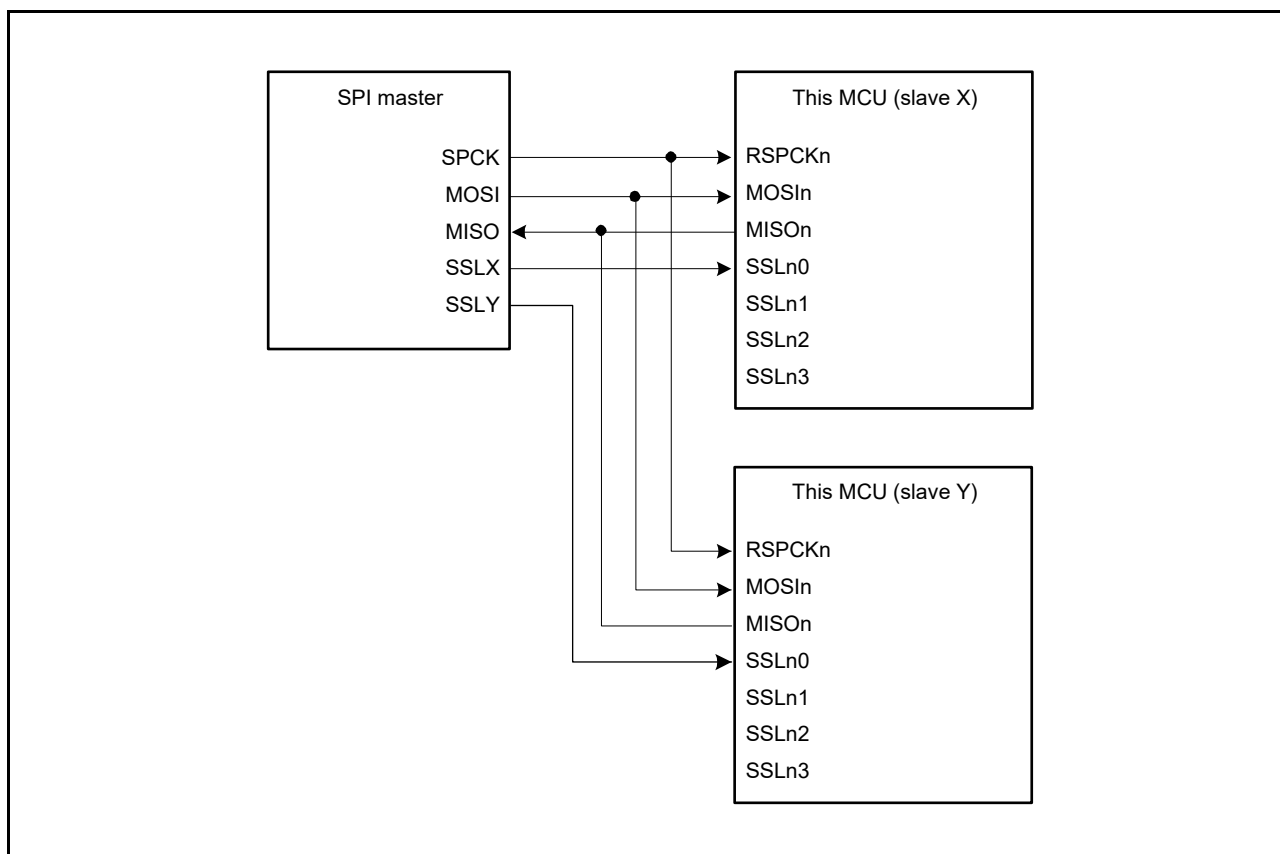 SPI master
SPCK
MOSI
MISO
SSLX
SSLY
This MCU (slave X)
RSPCKn
MOSIn
MISOn
SSLn0
SSLn1
SSLn2
SSLn3
This MCU (slave Y)
RSPCKn
MOSIn
MISOn
SSLn0
SSLn1
SSLn2
SSLn3